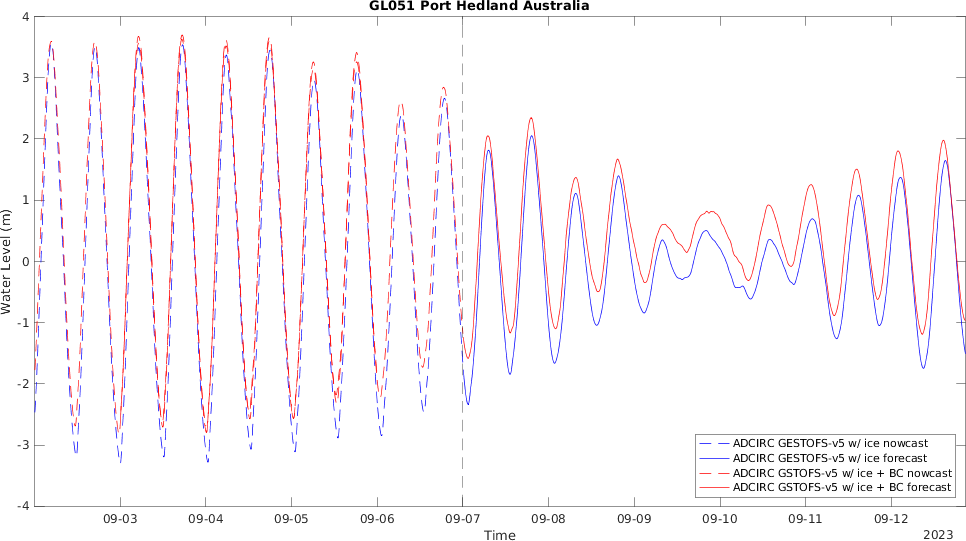 GL051 Port Hedland Australia
4
3
2
1
0
-1
-2
-3
-4
Water Level (m)
09-03 09-04 09-05 09-06 09-07 09-08 09-09 09-10 09-11 09-12
Time
2023
ADCIRC GESTOFS-v5 w/ ice nowcast
ADCIRC GESTOFS-v5 w/ ice forecast
ADCIRC GSTOFS-v5 w/ ice + BC nowcast
ADCIRC GSTOFS-v5 w/ ice + BC forecast